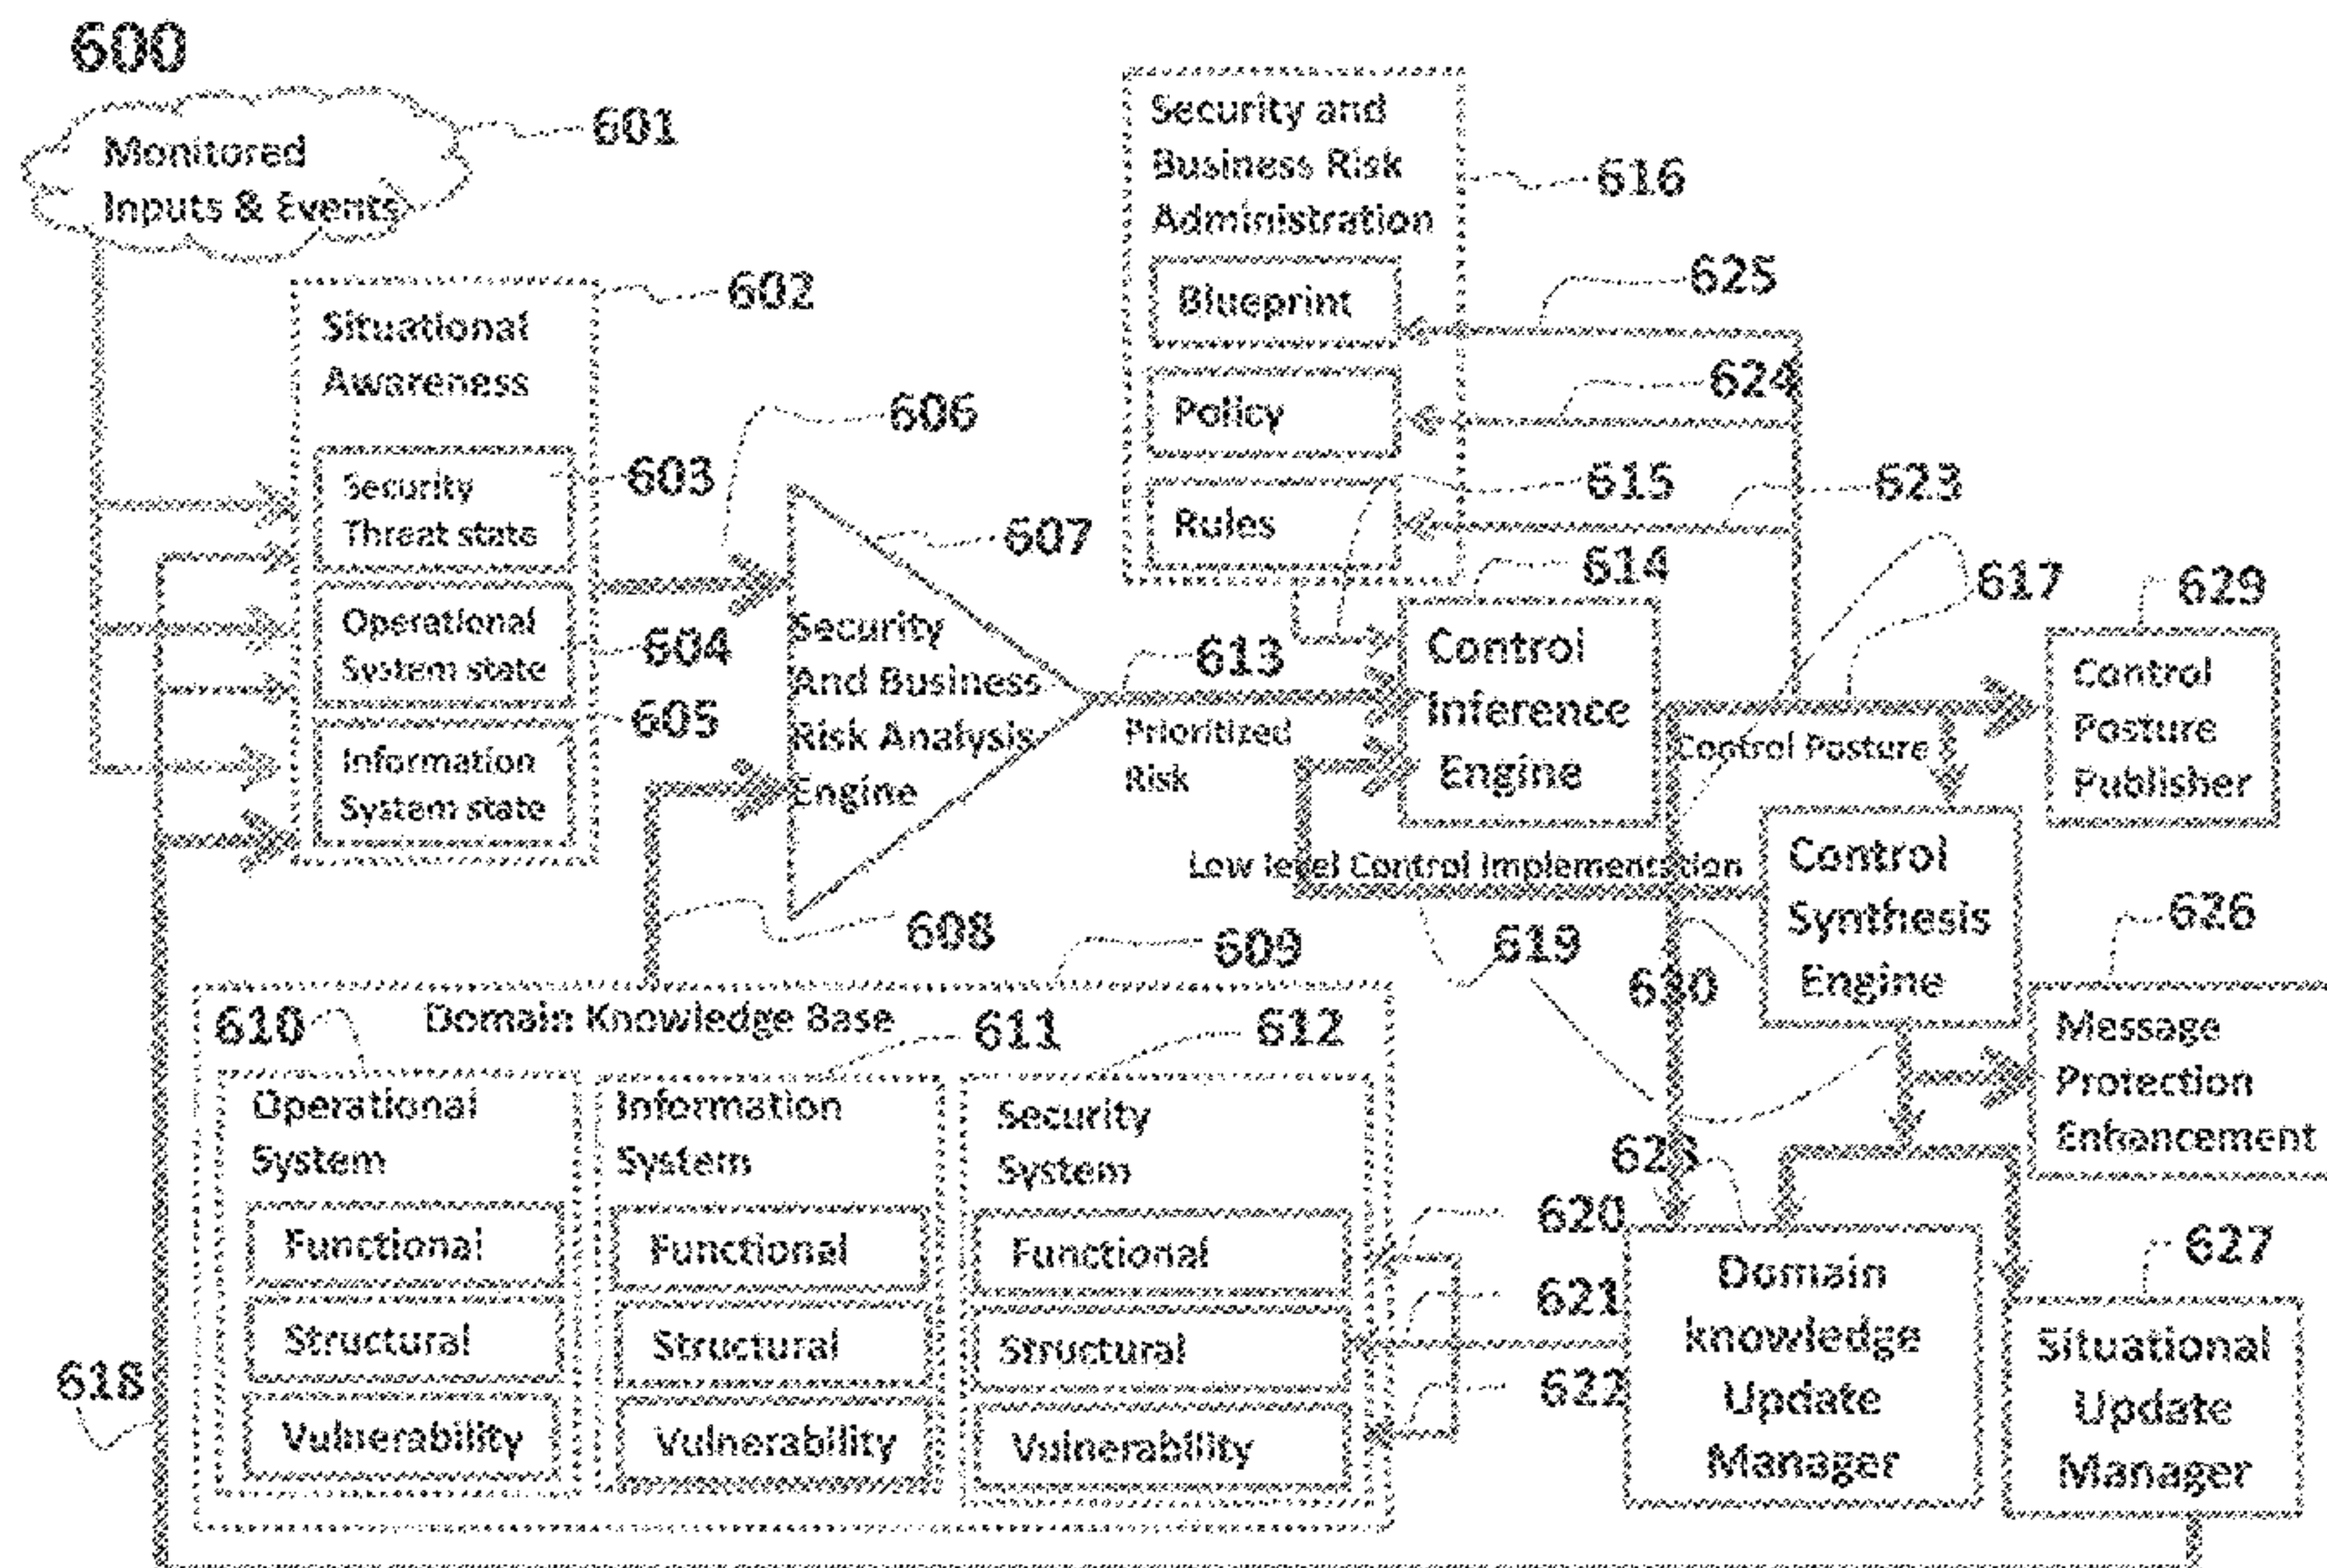 600
601
Monitored
Inputs & Events
602
Situational
Awareness
603
Security
Threat state
604
Operational
System state
605
Information
System state
606
607
Security
And Business
Risk Analysis
Engine
608
613
Prioritized
Risk
616
Security and
Business Risk
Administration
Blueprint
Policy
Rules
625
624
615
623
614
Control
Inference
Engine
617
629
Control
Posture
Publisher
Control Posture
Low level Control Implementation
Control
Synthesis
Engine
619
630
626
Message
Protection
Enhancement
609
Domain Knowledge Base
610
Operational
System
Functional
Structural
Vulnerability
611
Information
System
Functional
Structural
Vulnerability
612
Security
System
Functional
Structural
Vulnerability
618
620
621
622
628
Domain
knowledge
Update
Manager
627
Situational
Update
Manager